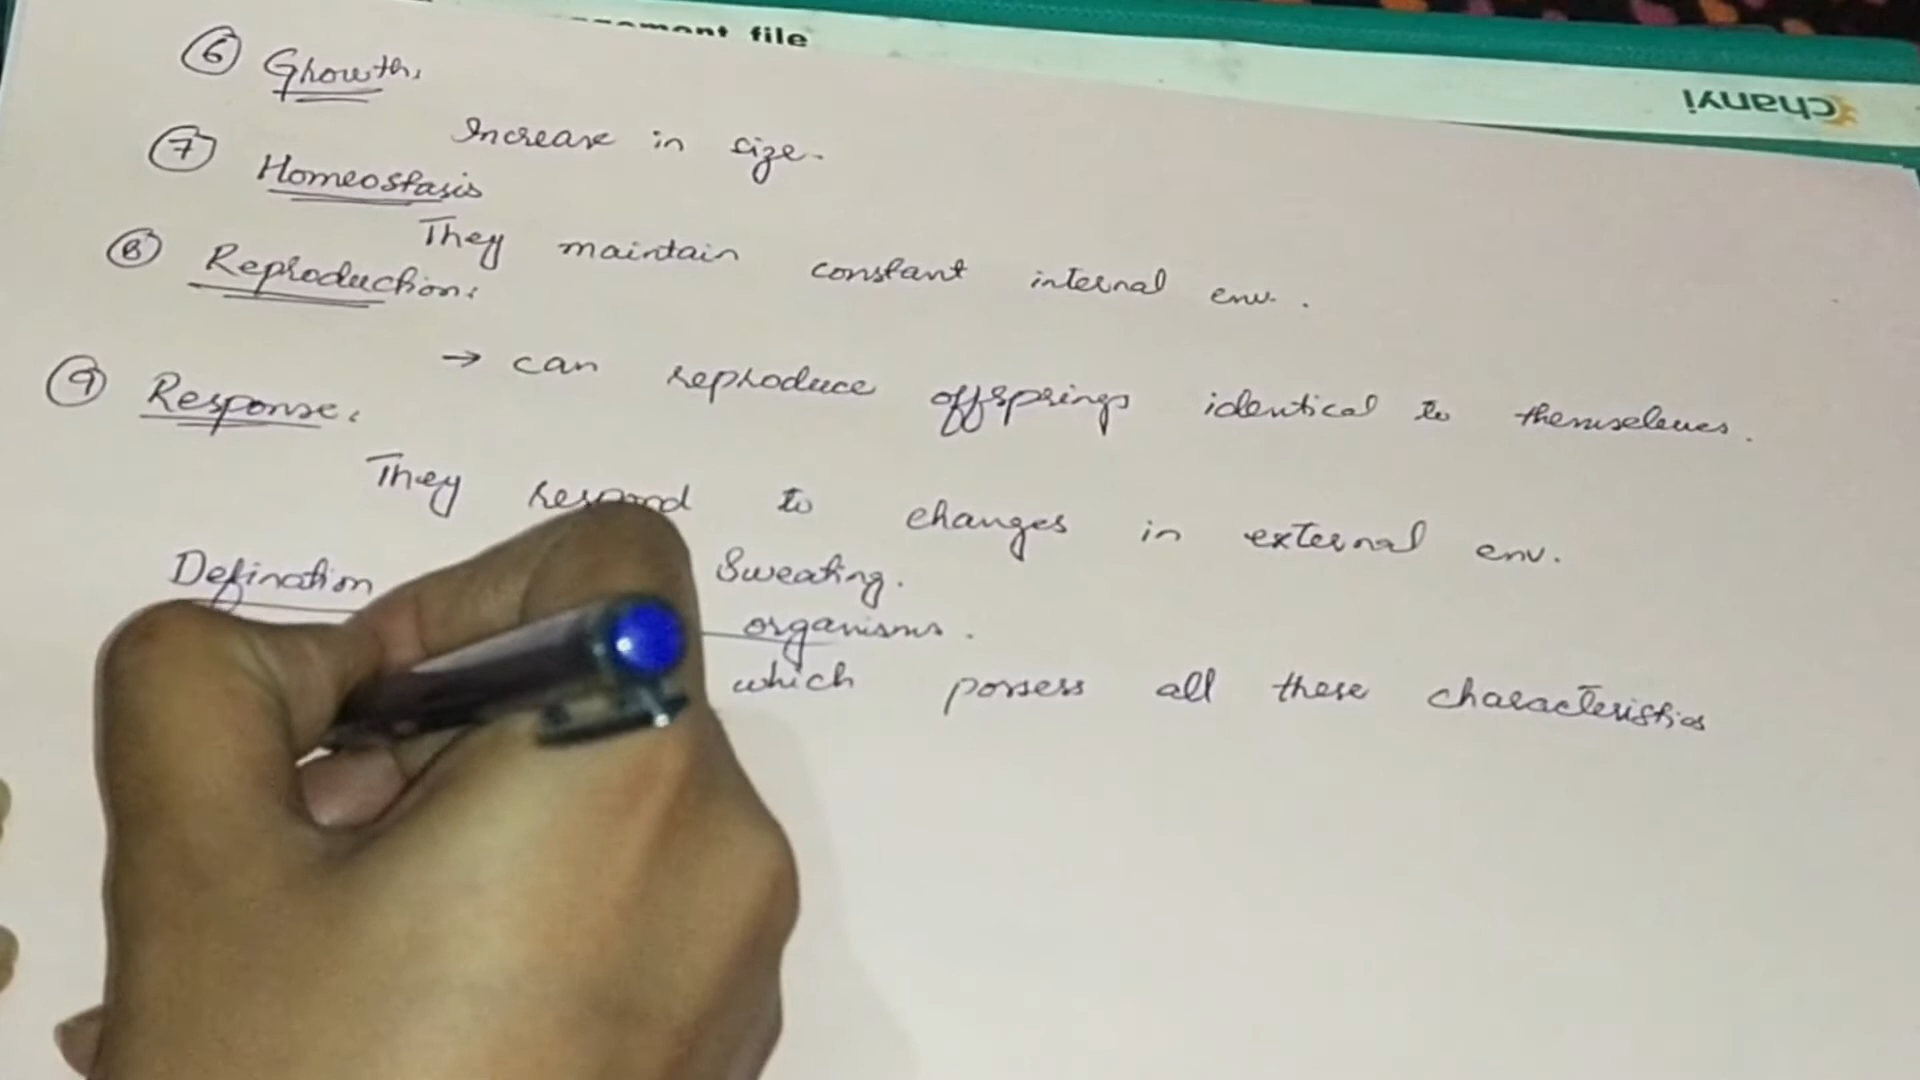 file
chanyi
⑥ Growth.
Increase in size.
⑦ Homeostasis
They maintain constant internal env.
⑧ Reproduction:
→ can reproduce offsprings identical to themselves.
⑨ Response.
They respond to changes in external env.
Sweating.
Defination organisms.
which possess all these characteristics